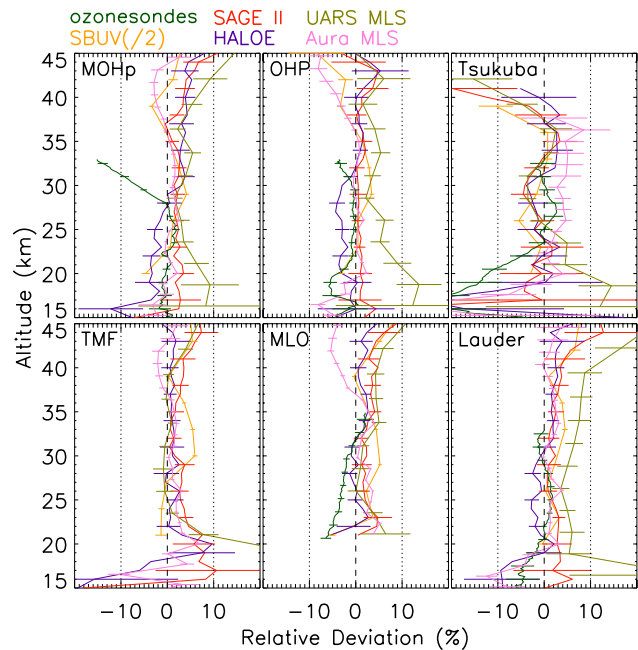 ozonesondes SAGE II UARS MLS
SBUV(/2) HALOE Aura MLS
MOHp OHP Tsukuba
45
40
35
30
25
20
15
TMF MLO Lauder
45
40
35
30
25
20
15
Altitude (km)
-10 0 10 -10 0 10 -10 0 10
Relative Deviation (%)